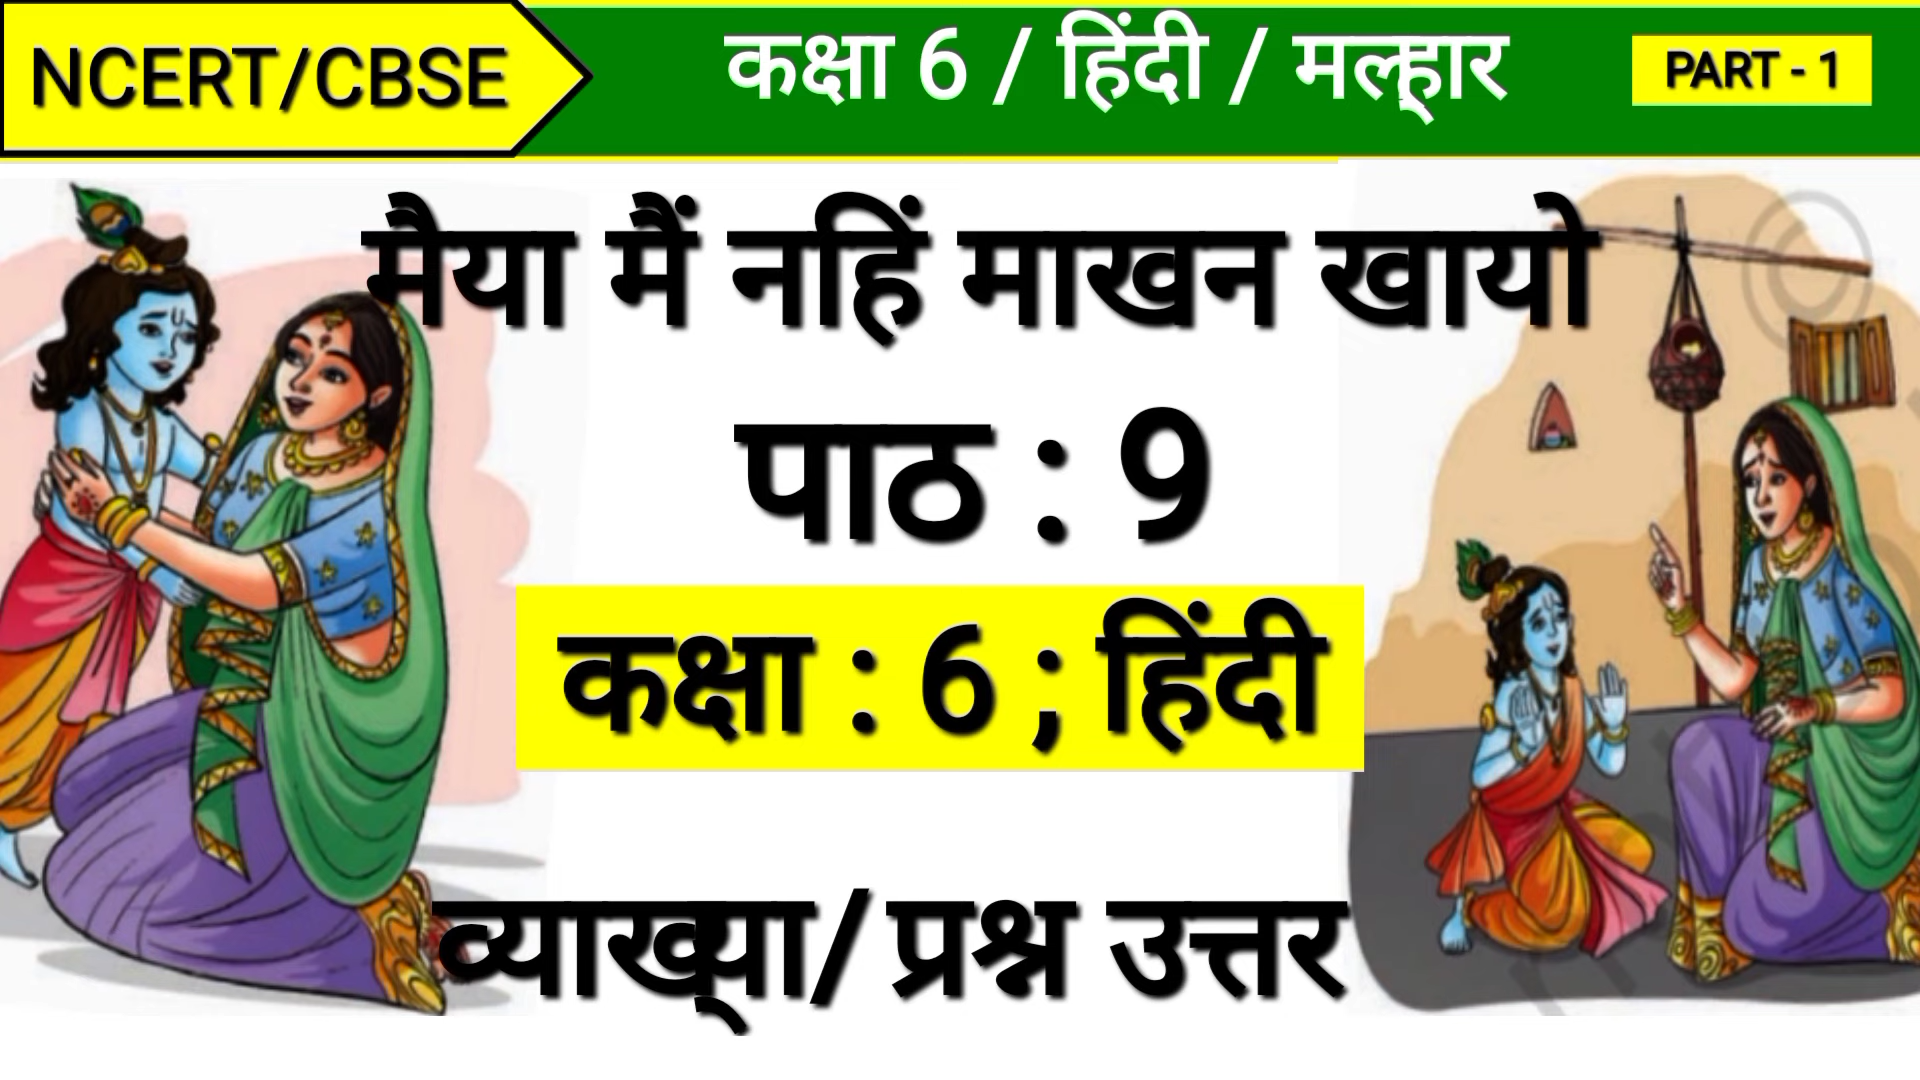 NCERT/CBSE
कक्षा 6 / हिंदी / मल्हार
PART - 1
मैया मैं नहिं माखन खायो
पाठ : 9
कक्षा : 6 ; हिंदी
व्याख्या/ प्रश्न उत्तर